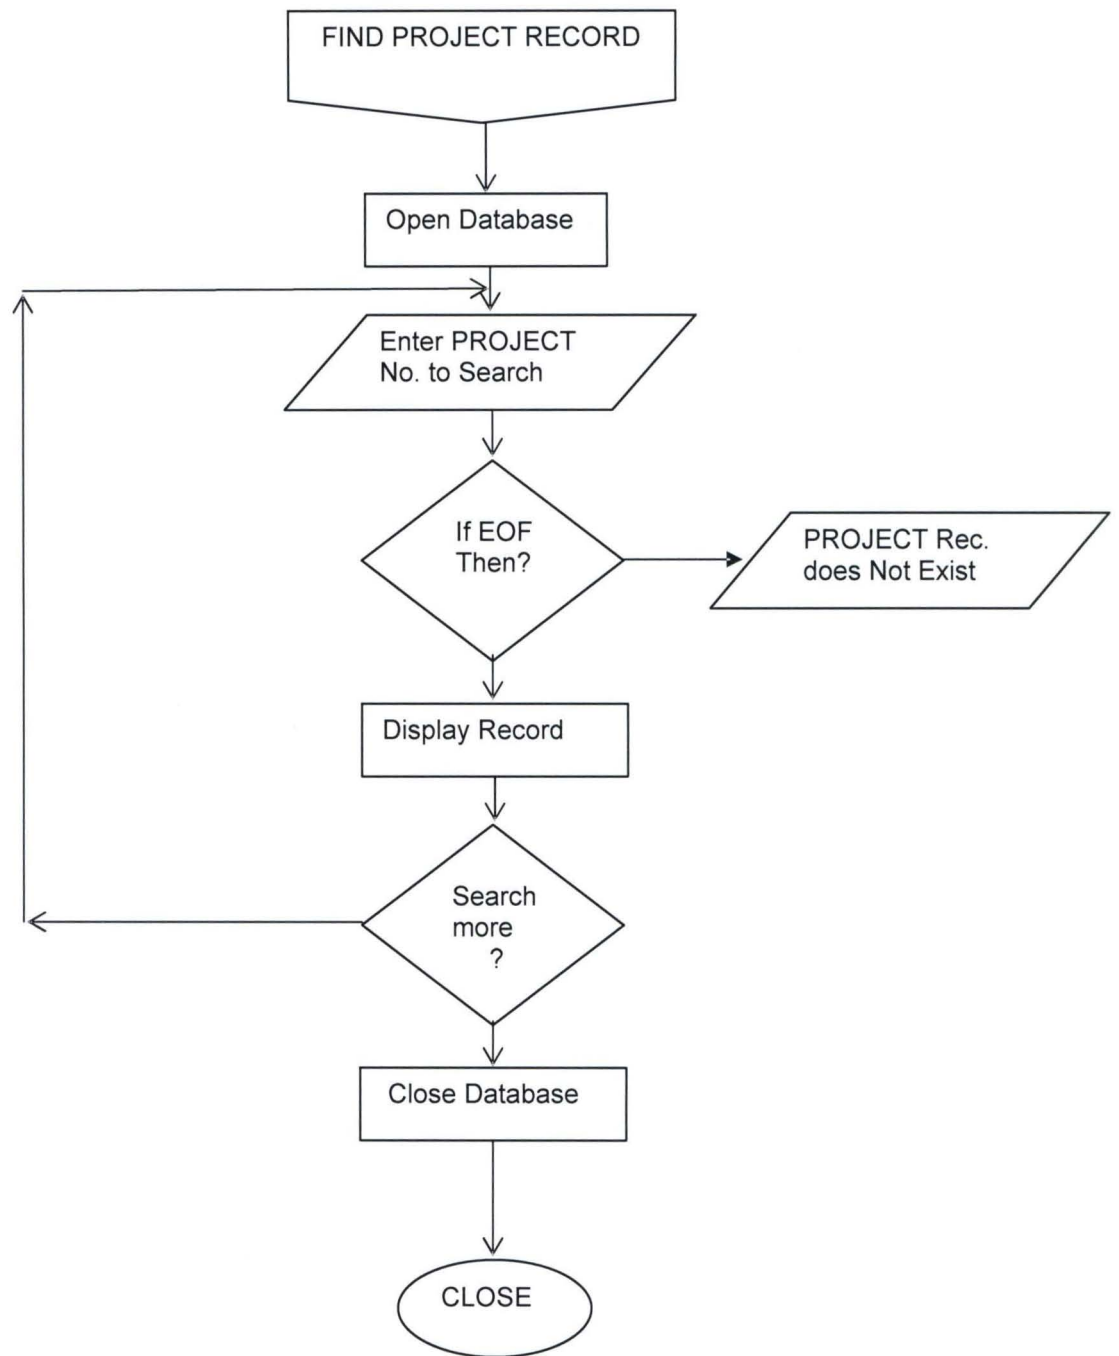 FIND PROJECT RECORD
Open Database
Enter PROJECT
No. to Search
If EOF
Then?
PROJECT Rec.
does Not Exist
Display Record
Search
more
?
Close Database
CLOSE